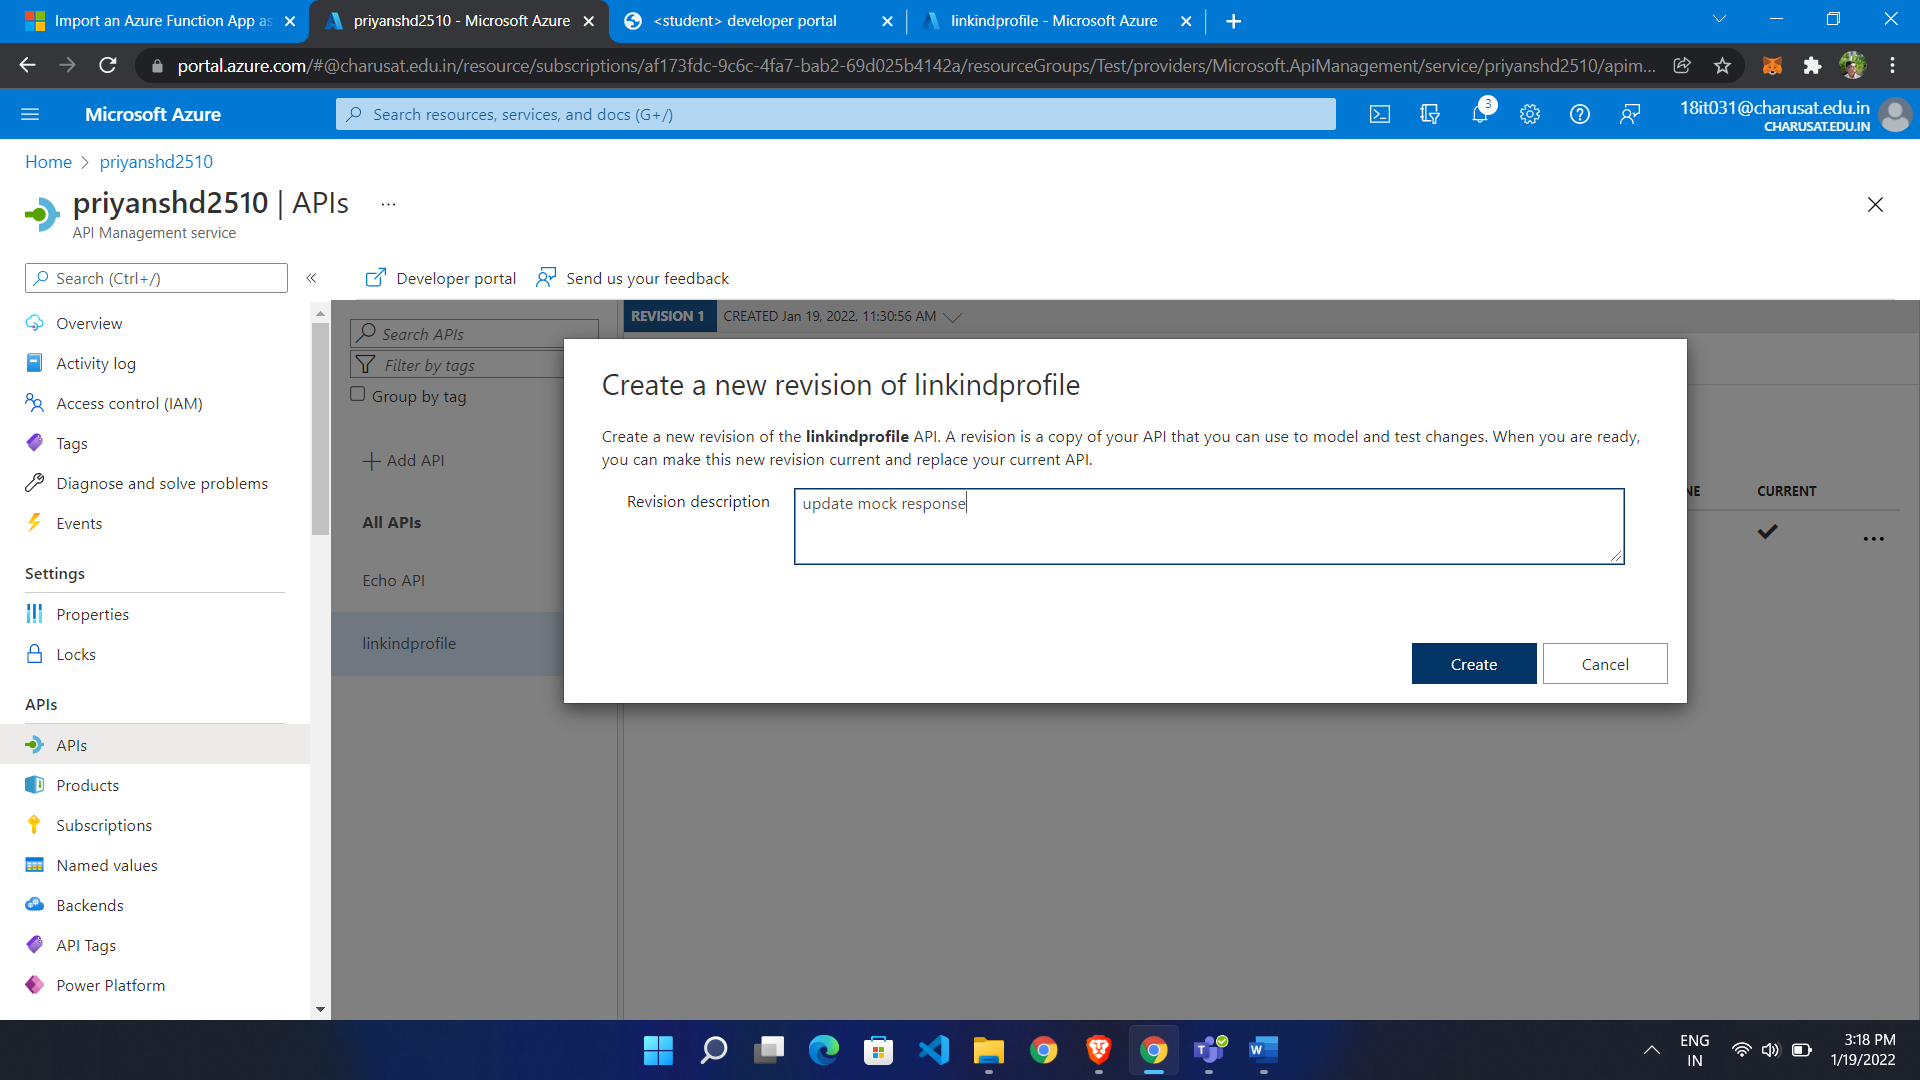 Import an Azure Function App as
priyanshd2510 - Microsoft Azure
<student> developer portal
linkindprofile - Microsoft Azure
portal.azure.com/#@charusat.edu.in/resource/subscriptions/af173fdc-9c6c-4fa7-bab2-69d025b4142a/resourceGroups/Test/providers/Microsoft.ApiManagement/service/priyanshd2510/apim...
Microsoft Azure
Search resources, services, and docs (G+/)
3
18it031@charusat.edu.in
CHARUSAT.EDU.IN
Home > priyanshd2510
priyanshd2510 | APIs ...
API Management service
Search (Ctrl+/)
«
Developer portal
Send us your feedback
Overview
Activity log
Access control (IAM)
Tags
Diagnose and solve problems
Events
Settings
Properties
Locks
APIs
APIs
Products
Subscriptions
Named values
Backends
API Tags
Power Platform
Search APIs
Filter by tags
Group by tag
+ Add API
All APIs
Echo API
linkindprofile
REVISION 1
CREATED Jan 19, 2022, 11:30:56 AM
NE
CURRENT
...
Create a new revision of linkindprofile
Create a new revision of the linkindprofile API. A revision is a copy of your API that you can use to model and test changes. When you are ready,
you can make this new revision current and replace your current API.
Revision description
update mock response
Create
Cancel
ENG
IN
3:18 PM
1/19/2022